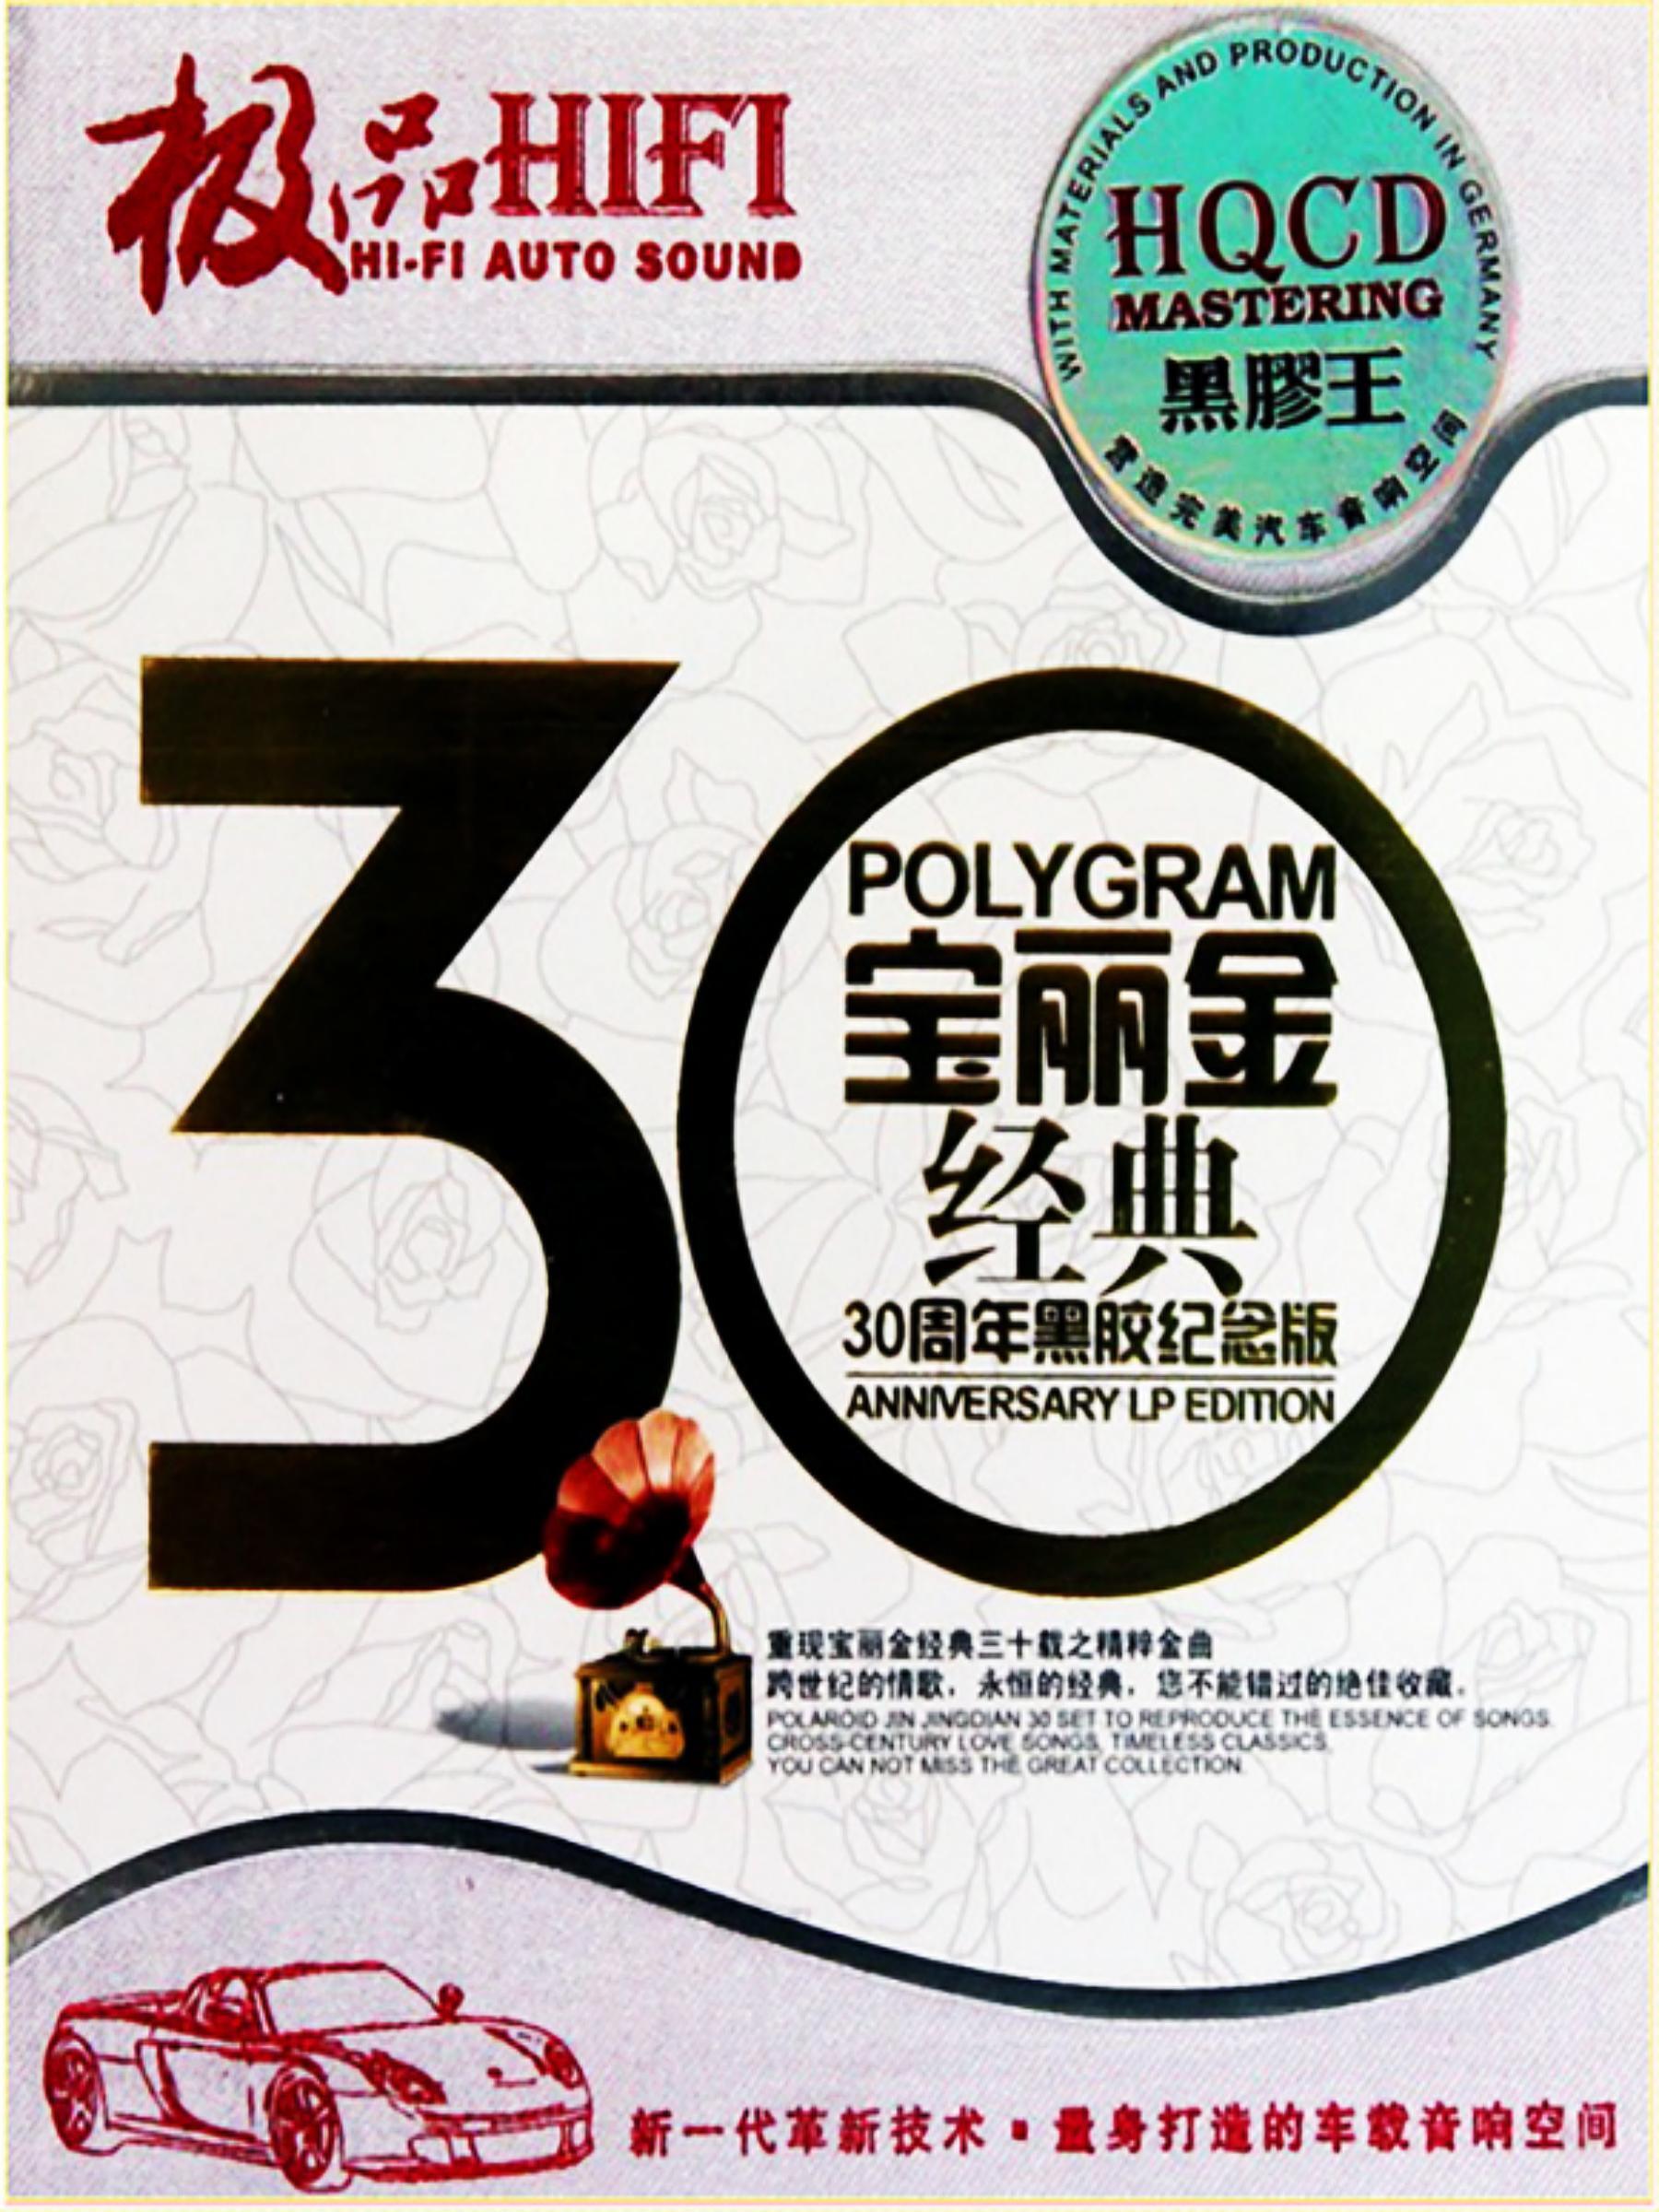 极品HIFI
HI-FI AUTO SOUND
WITH MATERIALS AND PRODUCTION IN GERMANY
HQCD
MASTERING
黑膠王
营造完美汽车音响空间
30
POLYGRAM
宝丽金
经典
30周年黑胶纪念版
ANNIVERSARY LP EDITION
重现宝丽金经典三十载之精粹金曲
跨世纪的情歌，永恒的经典，您不能错过的绝佳收藏。
POLAROID JIN JINGDIAN 30 SET TO REPRODUCE THE ESSENCE OF SONGS.
CROSS-CENTURY LOVE SONGS, TIMELESS CLASSICS,
YOU CAN NOT MISS THE GREAT COLLECTION.
新一代革新技术·量身打造的车载音响空间